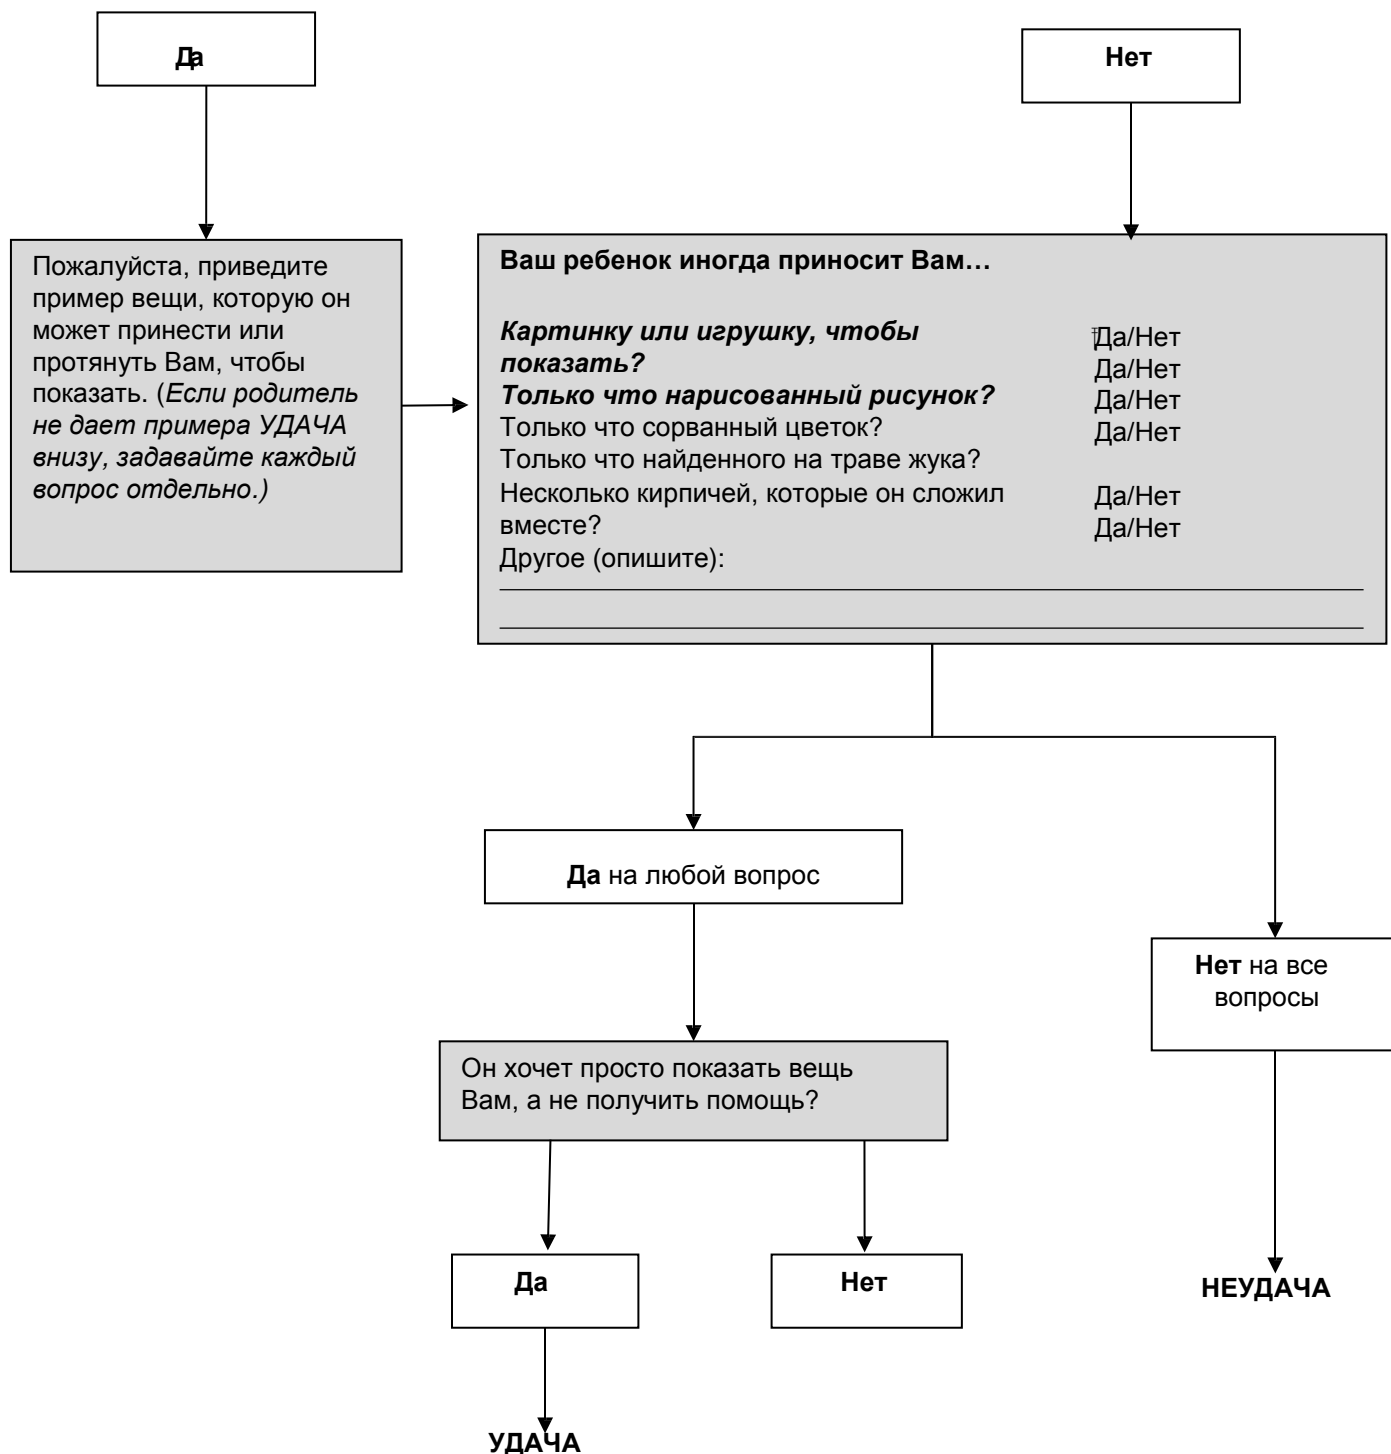 Да
Нет
Пожалуйста, приведите
пример вещи, которую он
может принести или
протянуть Вам, чтобы
показать. (Если родитель
не дает примера УДАЧА
внизу, задавайте каждый
вопрос отдельно.)
Ваш ребенок иногда приносит Вам…
Картинку или игрушку, чтобы
показать?
Только что нарисованный рисунок?
Только что сорванный цветок?
Только что найденного на траве жука?
Несколько кирпичей, которые он сложил
вместе?
Другое (опишите):
Да/Нет
Да/Нет
Да/Нет
Да/Нет
Да/Нет
Да/Нет
Да на любой вопрос
Нет на все
вопросы
Он хочет просто показать вещь
Вам, а не получить помощь?
Да
Нет
НЕУДАЧА
УДАЧА